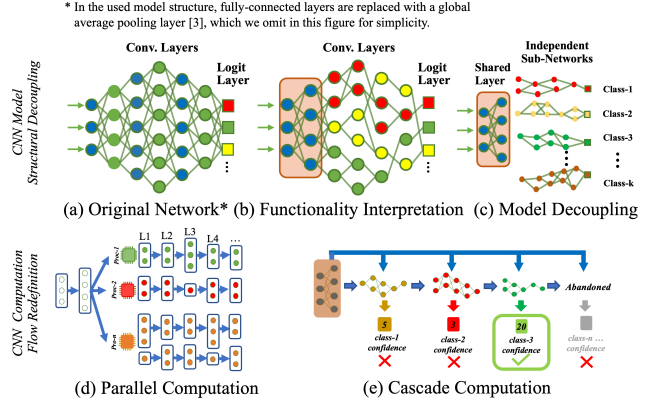 * In the used model structure, fully-connected layers are replaced with a global
average pooling layer [3], which we omit in this figure for simplicity.
CNN Model
Structural Decoupling
Conv. Layers
Logit
Layer
Conv. Layers
Logit
Layer
Shared
Layer
Independent
Sub-Networks
Class-1
Class-2
Class-3
Class-k
(a) Original Network*
(b) Functionality Interpretation
(c) Model Decoupling
CNN Computation
Flow Redefinition
Proc-1
Proc-2
Pro-n
L1
L2
L3
L4
...
(d) Parallel Computation
5
class-1
confidence
9
class-2
confidence
20
class-3
confidence
Abandoned
class-n ...
confidence
(e) Cascade Computation